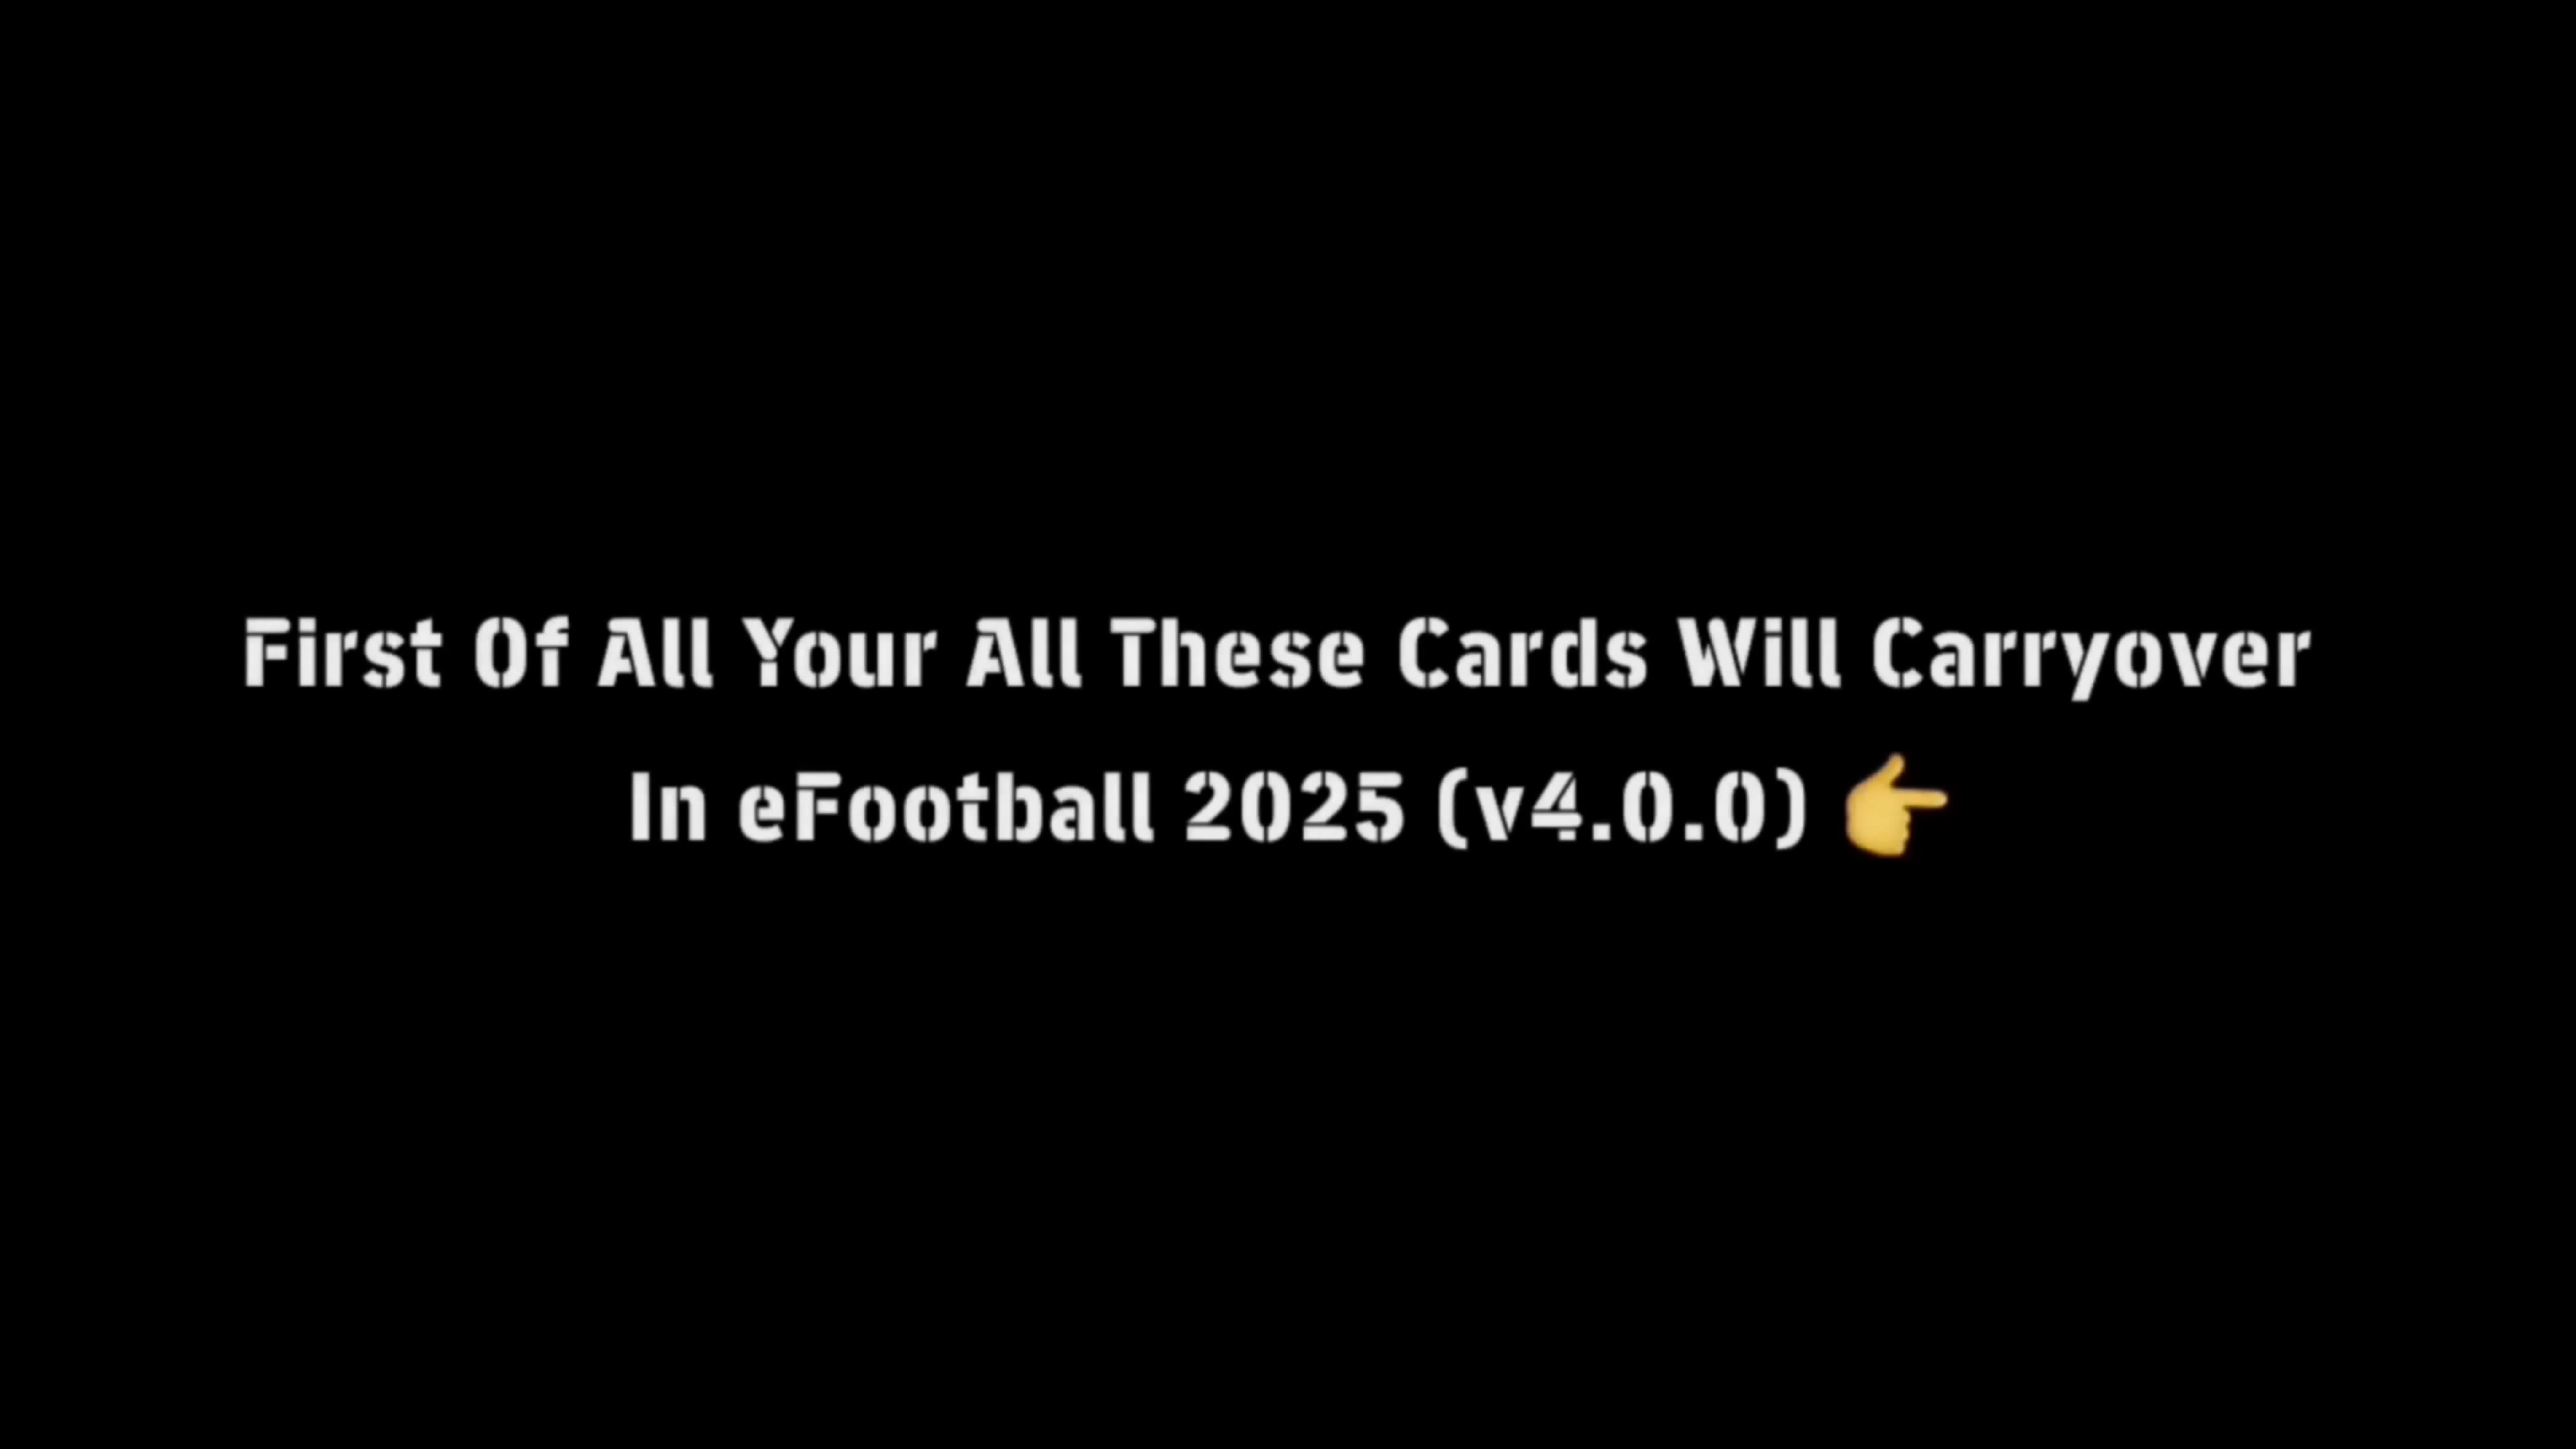 First Of All Your All These Cards Will Carryover
In eFootball 2025 (v4.0.0) 👉